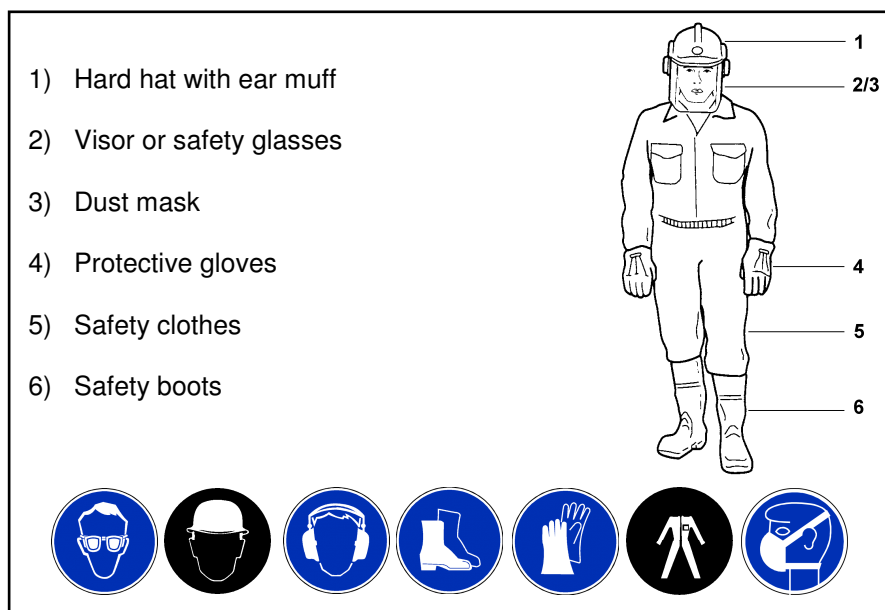 1) Hard hat with ear muff
2) Visor or safety glasses
3) Dust mask
4) Protective gloves
5) Safety clothes
6) Safety boots
1
2/3
4
5
6